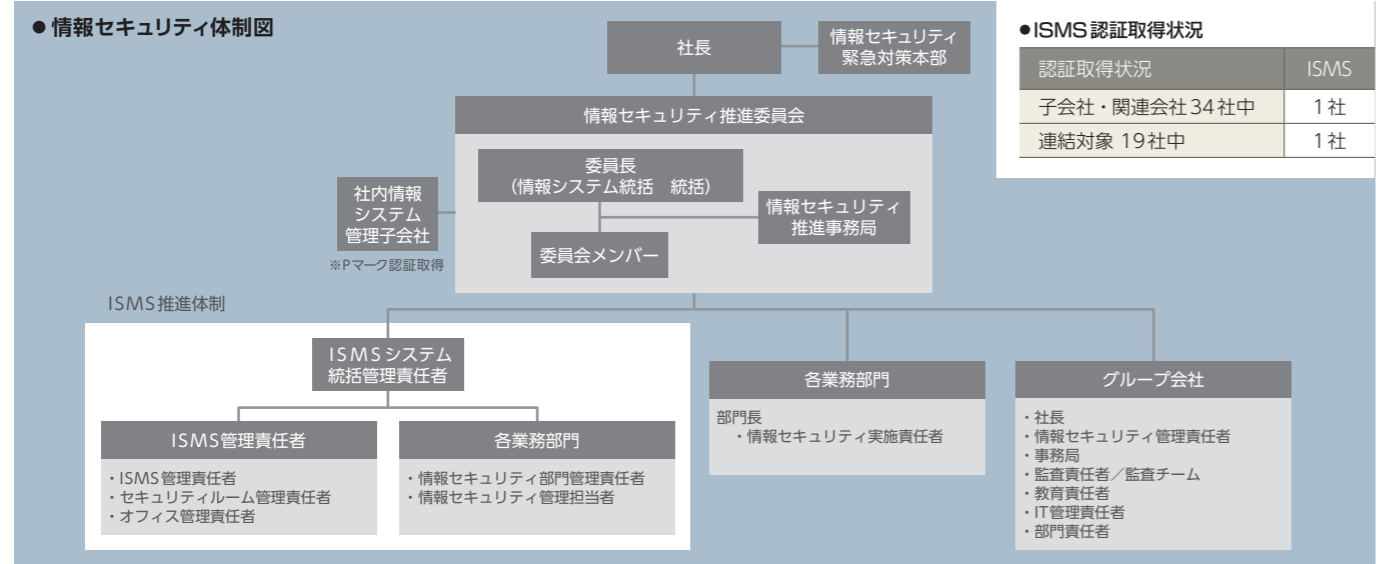 ●情報セキュリティ体制図
社長
情報セキュリティ
緊急対策本部
情報セキュリティ推進委員会
委員長
（情報システム統括　統括）
情報セキュリティ
推進事務局
委員会メンバー
社内情報
システム
管理子会社
※Pマーク認証取得
ISMS推進体制
ISMSシステム
統括管理責任者
ISMS管理責任者
・ISMS管理責任者
・セキュリティルーム管理責任者
・オフィス管理責任者
各業務部門
・情報セキュリティ部門管理責任者
・情報セキュリティ管理担当者
各業務部門
部門長
・情報セキュリティ実施責任者
グループ会社
・社長
・情報セキュリティ管理責任者
・事務局
・監査責任者／監査チーム
・教育責任者
・IT管理責任者
・部門責任者
●ISMS認証取得状況
認証取得状況 ISMS
子会社・関連会社34社中 1社
連結対象 19社中 1社